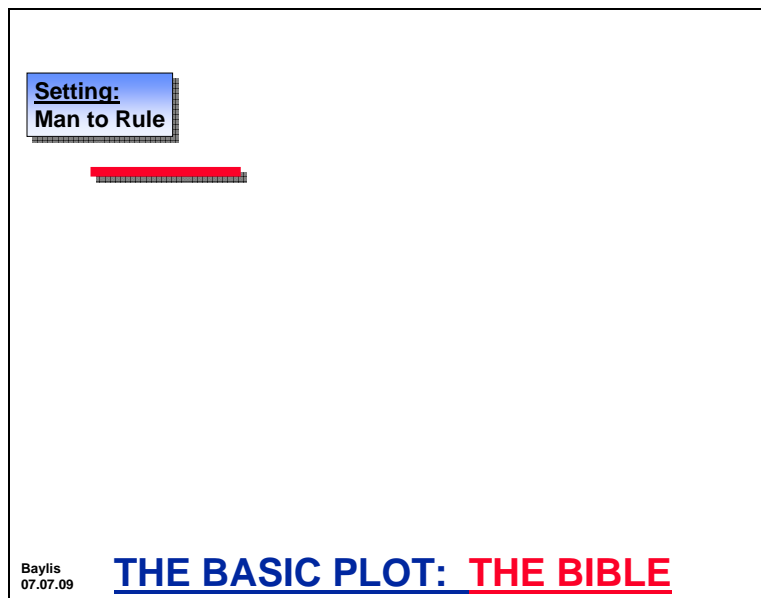 Setting:
Man to Rule
Baylis
07.07.09
THE BASIC PLOT: THE BIBLE